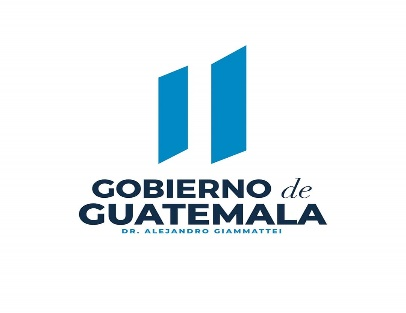 GOBIERNO de
GUATEMALA
DR. ALEJANDRO GIAMMATTEI